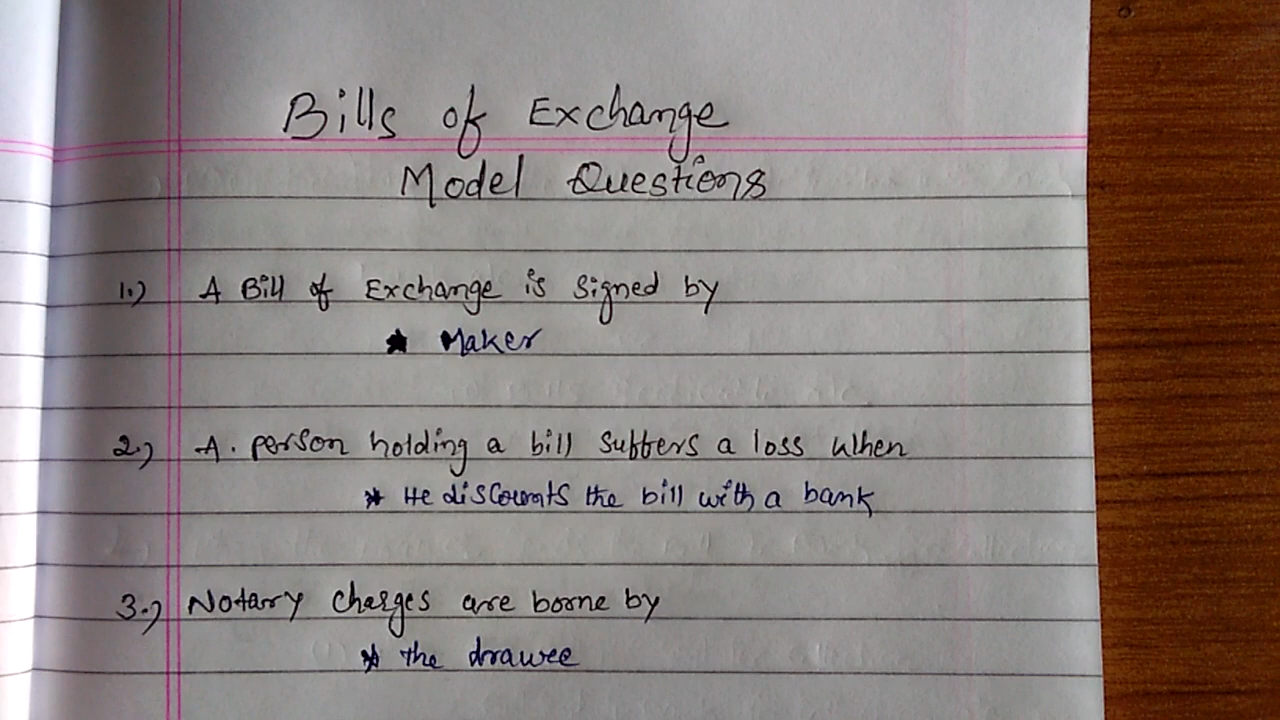 Bills of Exchange
Model Questions
1.) A Bill of Exchange is signed by
★ Maker
2.) A. person holding a bill suffers a loss when
* He discounts the bill with a bank
3.) Notary charges are borne by
* the drawee